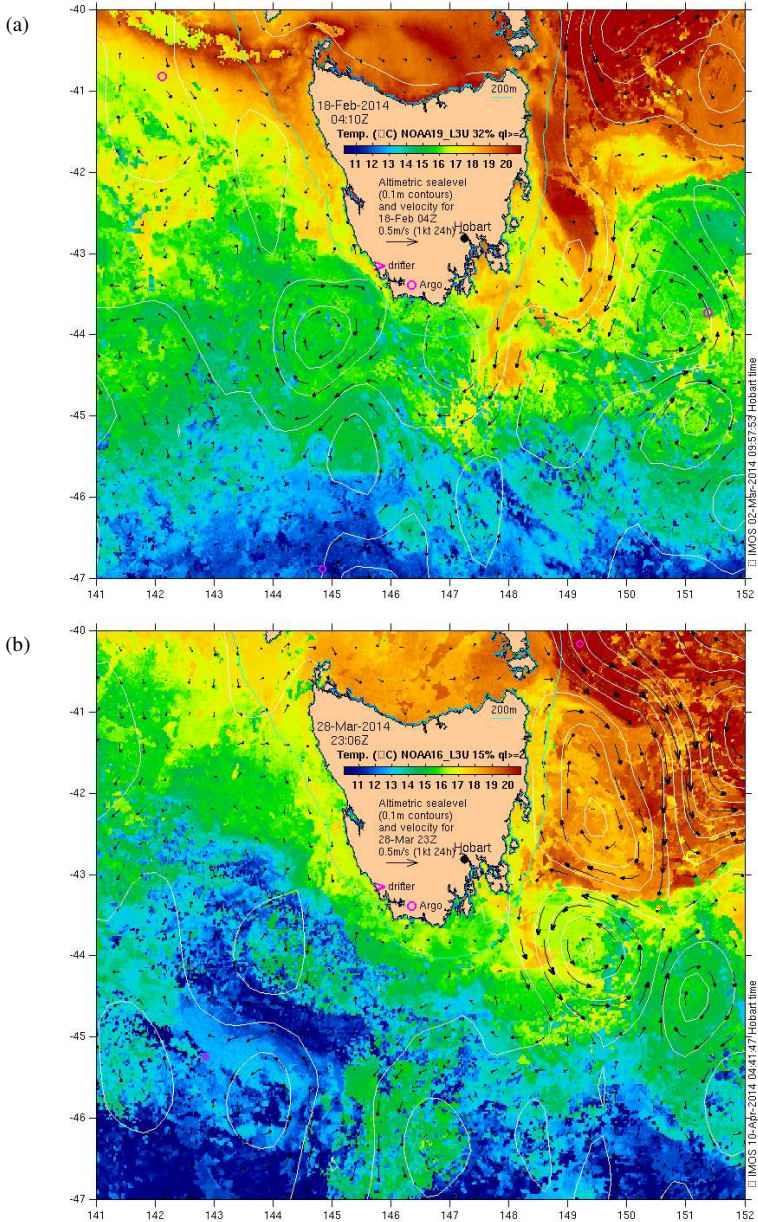 (a)
-40
-41
-42
-43
-44
-45
-46
-47
200m
18-Feb-2014
04:10Z
Temp. (□C) NOAA19_L3U 32% ql>=2
11 12 13 14 15 16 17 18 19 20
Altimetric sealevel
(0.1m contours)
and velocity for
18-Feb 04Z
0.5m/s (1kt 24h)
Hobart
drifter
Argo
141 142 143 144 145 146 147 148 149 150 151 152
□ IMOS 02-Mar-2014 09:57:53 Hobart time
(b)
-40
-41
-42
-43
-44
-45
-46
-47
200m
28-Mar-2014
23:06Z
Temp. (□C) NOAA16_L3U 15% ql>=2
11 12 13 14 15 16 17 18 19 20
Altimetric sealevel
(0.1m contours)
and velocity for
28-Mar 23Z
0.5m/s (1kt 24h)
Hobart
drifter
Argo
141 142 143 144 145 146 147 148 149 150 151 152
□ IMOS 10-Apr-2014 04:41:47 Hobart time